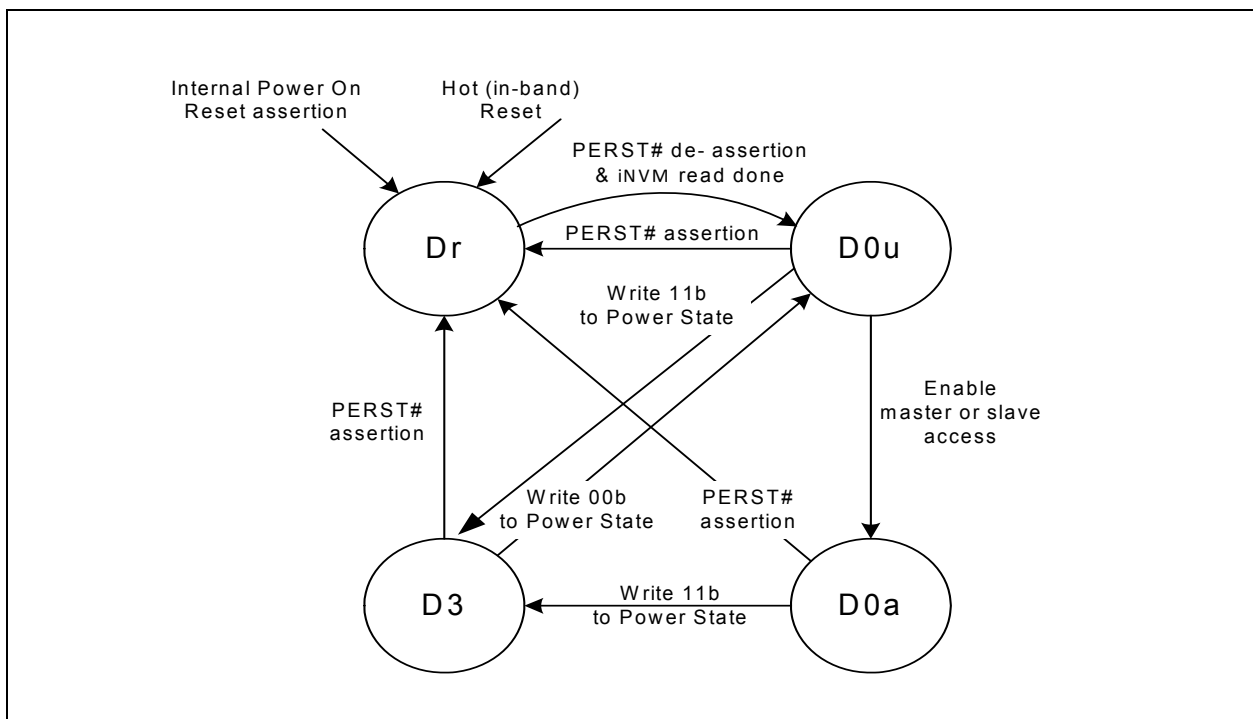 Internal Power On
Reset assertion
Hot (in-band)
Reset
PERST# de- assertion
& iNVM read done
Dr
PERST# assertion
D0u
Write 11b
to Power State
PERST#
assertion
Enable
master or slave
access
Write 00b
to Power State
PERST#
assertion
D3
Write 11b
to Power State
D0a